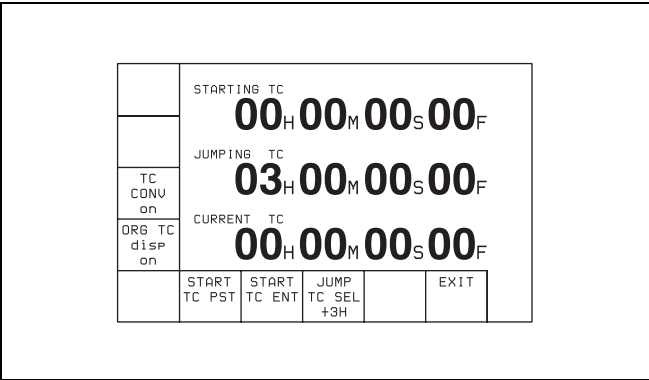 STARTING TC
00H00M00S00F
JUMPING TC
03H00M00S00F
TC
CONV
on
CURRENT TC
00H00M00S00F
ORG TC
disp
on
START
TC PST
START
TC ENT
JUMP
TC SEL
+3H
EXIT